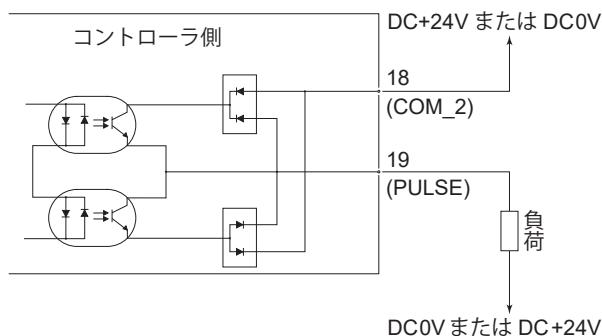 DC+24V または DC0V
コントローラ側
18
(COM_2)
19
(PULSE)
負荷
DC0V または DC+24V